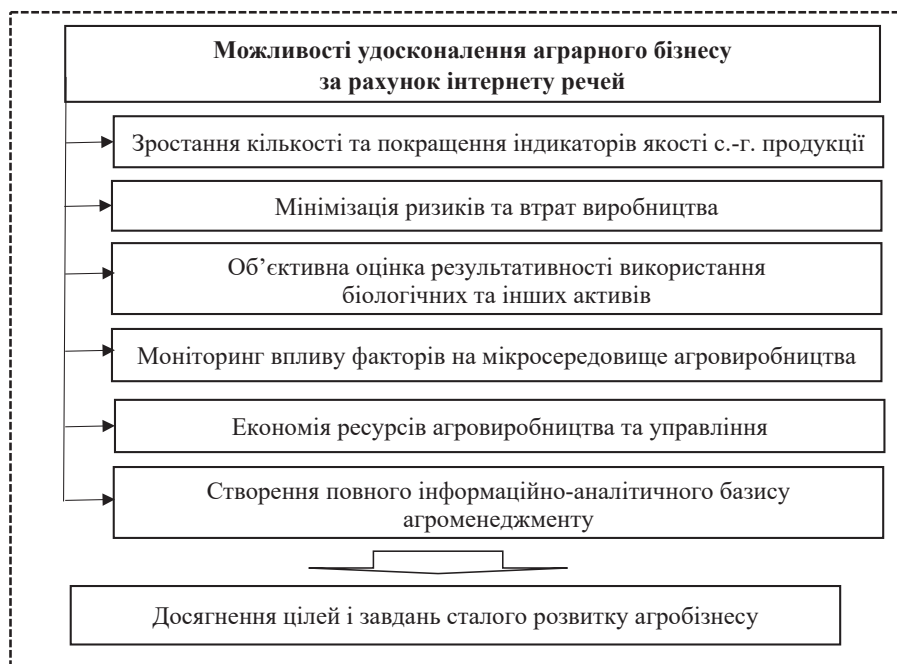 Можливості удосконалення аграрного бізнесу
за рахунок інтернету речей
Зростання кількості та покращення індикаторів якості с.-г. продукції
Мінімізація ризиків та втрат виробництва
Об’єктивна оцінка результативності використання
біологічних та інших активів
Моніторинг впливу факторів на мікросередовище агровиробництва
Економія ресурсів агровиробництва та управління
Створення повного інформаційно-аналітичного базису
агроменеджменту
Досягнення цілей і завдань сталого розвитку агробізнесу